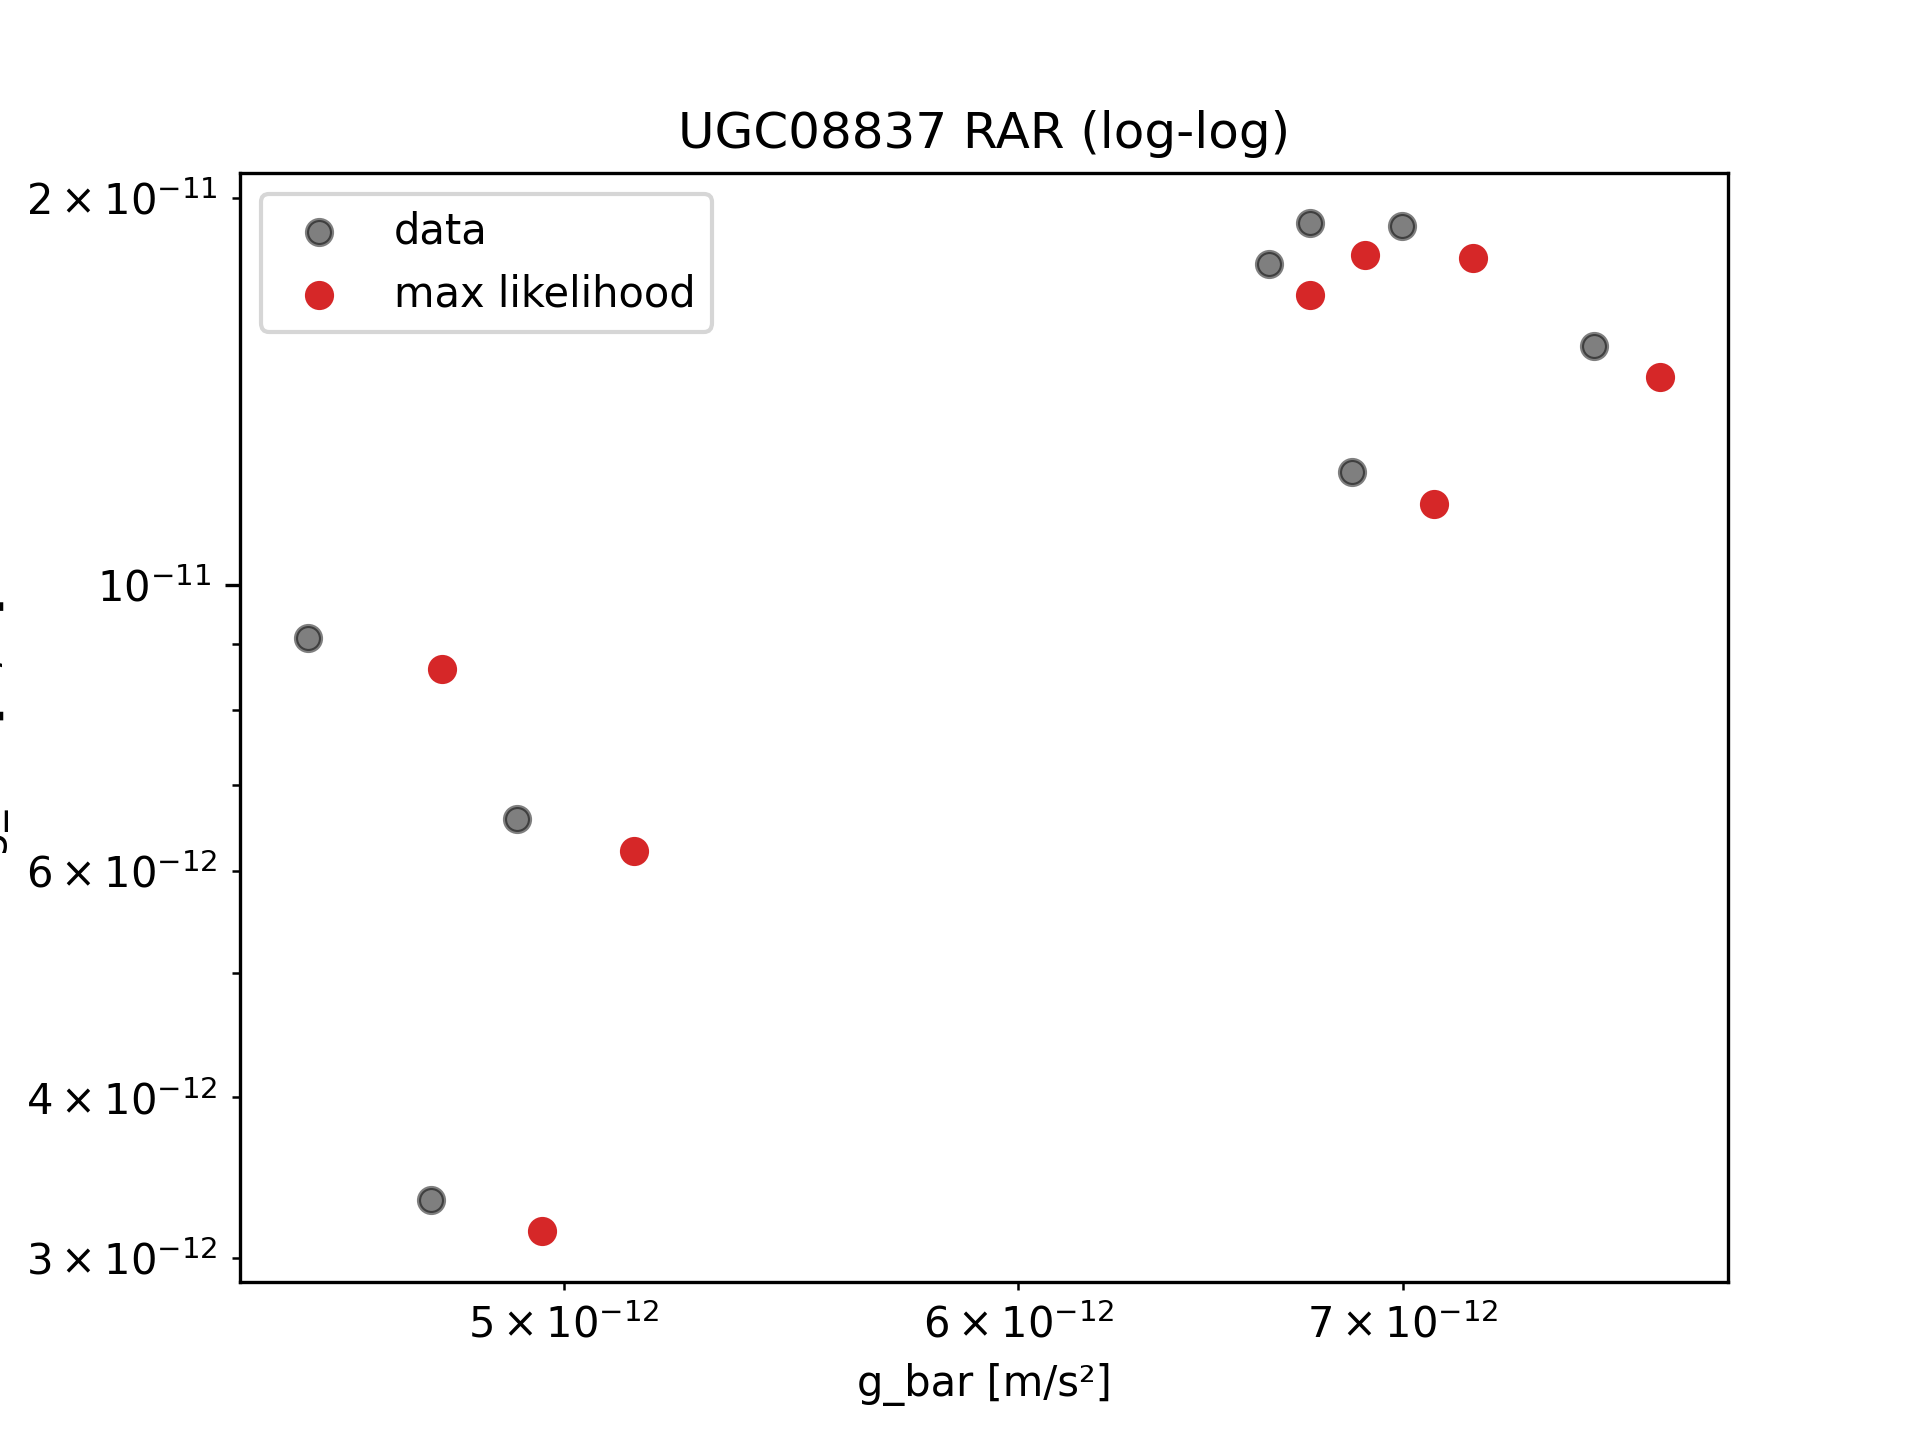 UGC08837 RAR (log-log)
data
max likelihood
2×10⁻¹¹
10⁻¹¹
6×10⁻¹²
4×10⁻¹²
3×10⁻¹²
5×10⁻¹²
6×10⁻¹²
7×10⁻¹²
g_bar [m/s²]